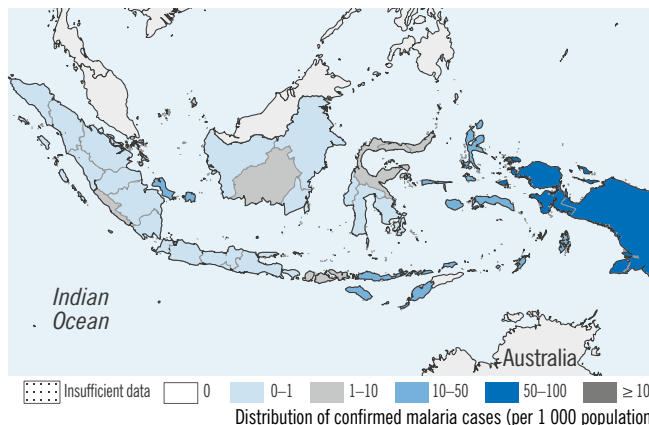 Indian
Ocean
Australia
Insufficient data 0 0–1 1–10 10–50 50–100 ≥ 10
Distribution of confirmed malaria cases (per 1 000 population